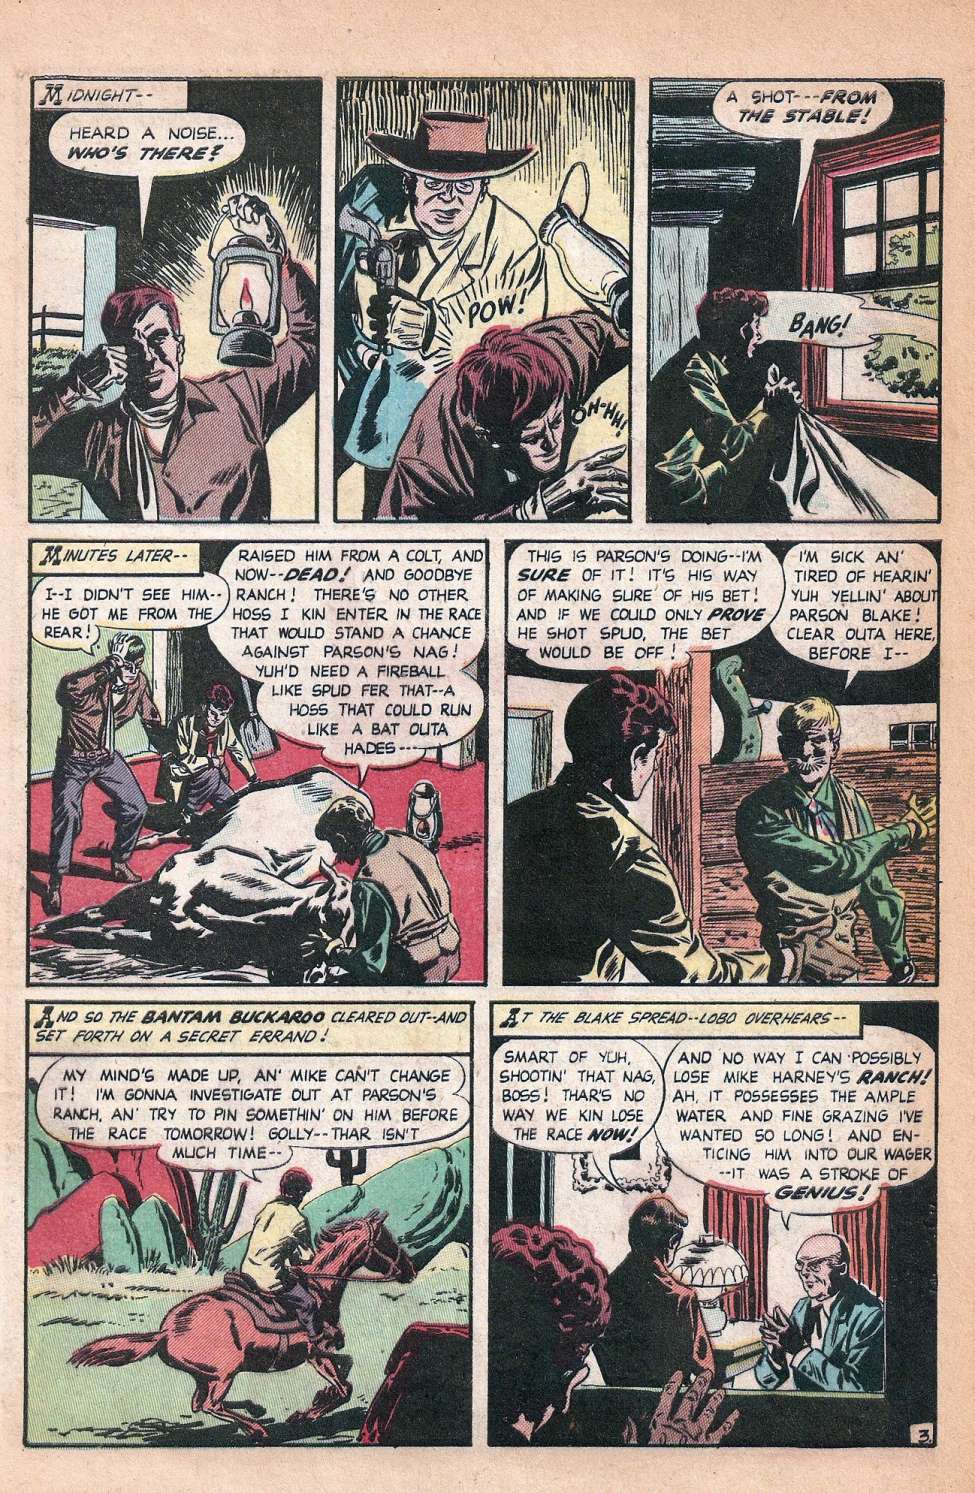 MIDNIGHT--
HEARD A NOISE...
WHO'S THERE?
POW!
OH-HH!
A SHOT---FROM
THE STABLE!
BANG!
MINUTES LATER--
I--I DIDN'T SEE HIM--
HE GOT ME FROM THE
REAR!
RAISED HIM FROM A COLT, AND
NOW--DEAD! AND GOODBYE
RANCH! THERE'S NO OTHER
HOSS I KIN ENTER IN THE RACE
THAT WOULD STAND A CHANCE
AGAINST PARSON'S NAG!
YUH'D NEED A FIREBALL
LIKE SPUD FER THAT--A
HOSS THAT COULD RUN
LIKE A BAT OUTA
HADES---
THIS IS PARSON'S DOING--I'M
SURE OF IT! IT'S HIS WAY
OF MAKING SURE OF HIS BET!
AND IF WE COULD ONLY PROVE
HE SHOT SPUD, THE BET
WOULD BE OFF!
I'M SICK AN'
TIRED OF HEARIN'
YUH YELLIN' ABOUT
PARSON BLAKE!
CLEAR OUTA HERE,
BEFORE I--
AND SO THE BANTAM BUCKAROO CLEARED OUT--AND
SET FORTH ON A SECRET ERRAND!
MY MIND'S MADE UP, AN' MIKE CAN'T CHANGE
IT! I'M GONNA INVESTIGATE OUT AT PARSON'S
RANCH, AN' TRY TO PIN SOMETHIN' ON HIM BEFORE
THE RACE TOMORROW! GOLLY--THAR ISN'T
MUCH TIME--
AT THE BLAKE SPREAD--LOBO OVERHEARS--
SMART OF YUH,
SHOOTIN' THAT NAG,
BOSS! THAR'S NO
WAY WE KIN LOSE
THE RACE NOW!
AND NO WAY I CAN POSSIBLY
LOSE MIKE HARNEY'S RANCH!
AH, IT POSSESSES THE AMPLE
WATER AND FINE GRAZING I'VE
WANTED SO LONG! AND EN-
TICING HIM INTO OUR WAGER
--IT WAS A STROKE OF
GENIUS!
3